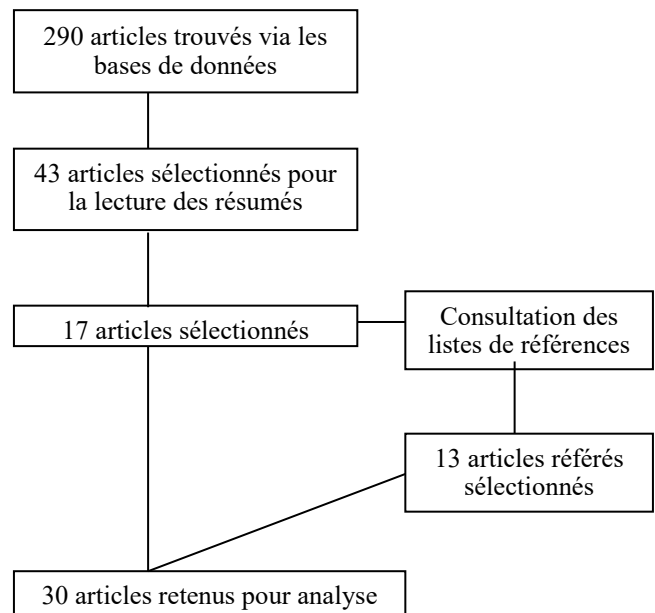 290 articles trouvés via les
bases de données
43 articles sélectionnés pour
la lecture des résumés
17 articles sélectionnés
Consultation des
listes de références
13 articles référés
sélectionnés
30 articles retenus pour analyse